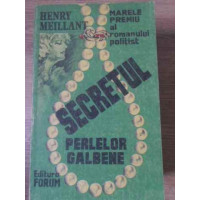 HENRY
MEILLANT
MARELE
PREMIU
al
romanului
polițist
SECRETUL
PERLELOR
GALBENE
Editura
FORUM